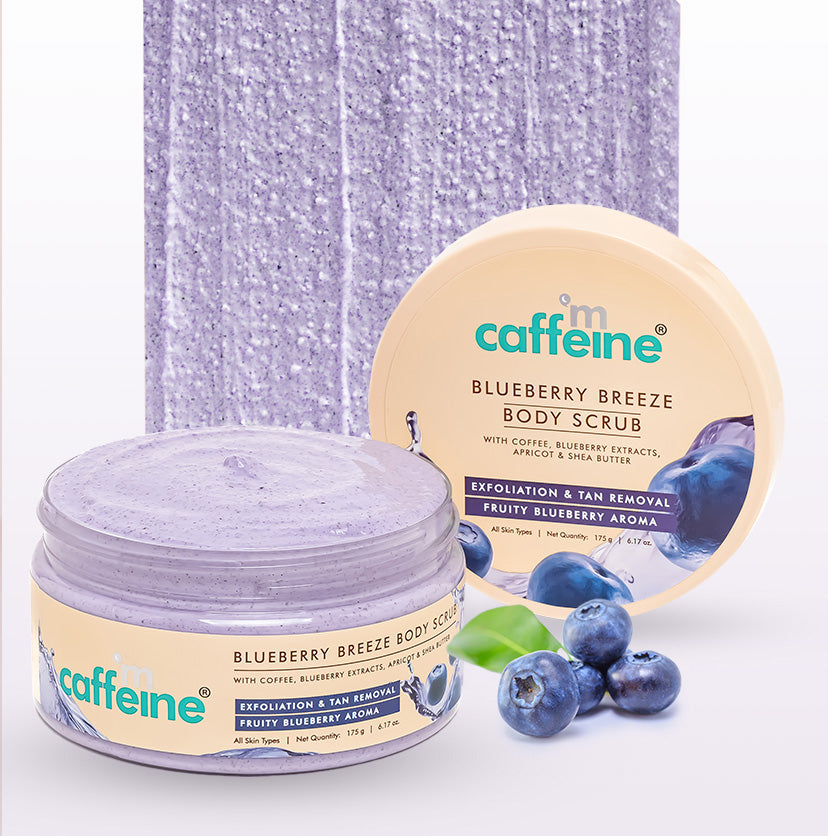 'm
caffeine®
BLUEBERRY BREEZE
BODY SCRUB
WITH COFFEE, BLUEBERRY EXTRACTS,
APRICOT & SHEA BUTTER
EXFOLIATION & TAN REMOVAL
FRUITY BLUEBERRY AROMA
All Skin Types | Net Quantity: 175 g | 6.17 oz.
'm
caffeine®
BLUEBERRY BREEZE BODY SCRUB
WITH COFFEE, BLUEBERRY EXTRACTS, APRICOT & SHEA BUTTER
EXFOLIATION & TAN REMOVAL
FRUITY BLUEBERRY AROMA
All Skin Types | Net Quantity: 175 g | 6.17 oz.